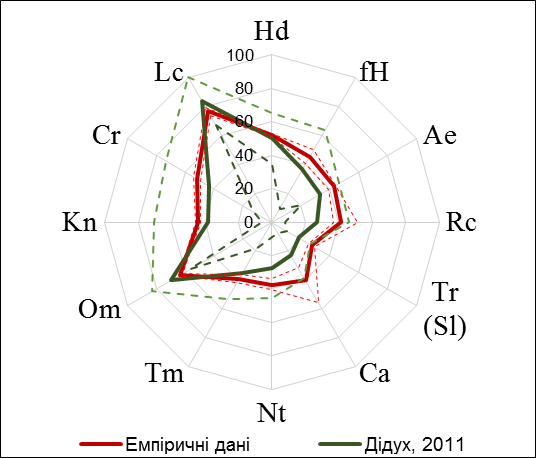 Hd
100
Lc
fH
80
60
Cr
Ae
40
20
Kn
0
Rc
Om
Tr
(Sl)
Tm
Ca
Nt
Емпіричні дані
Дідух, 2011